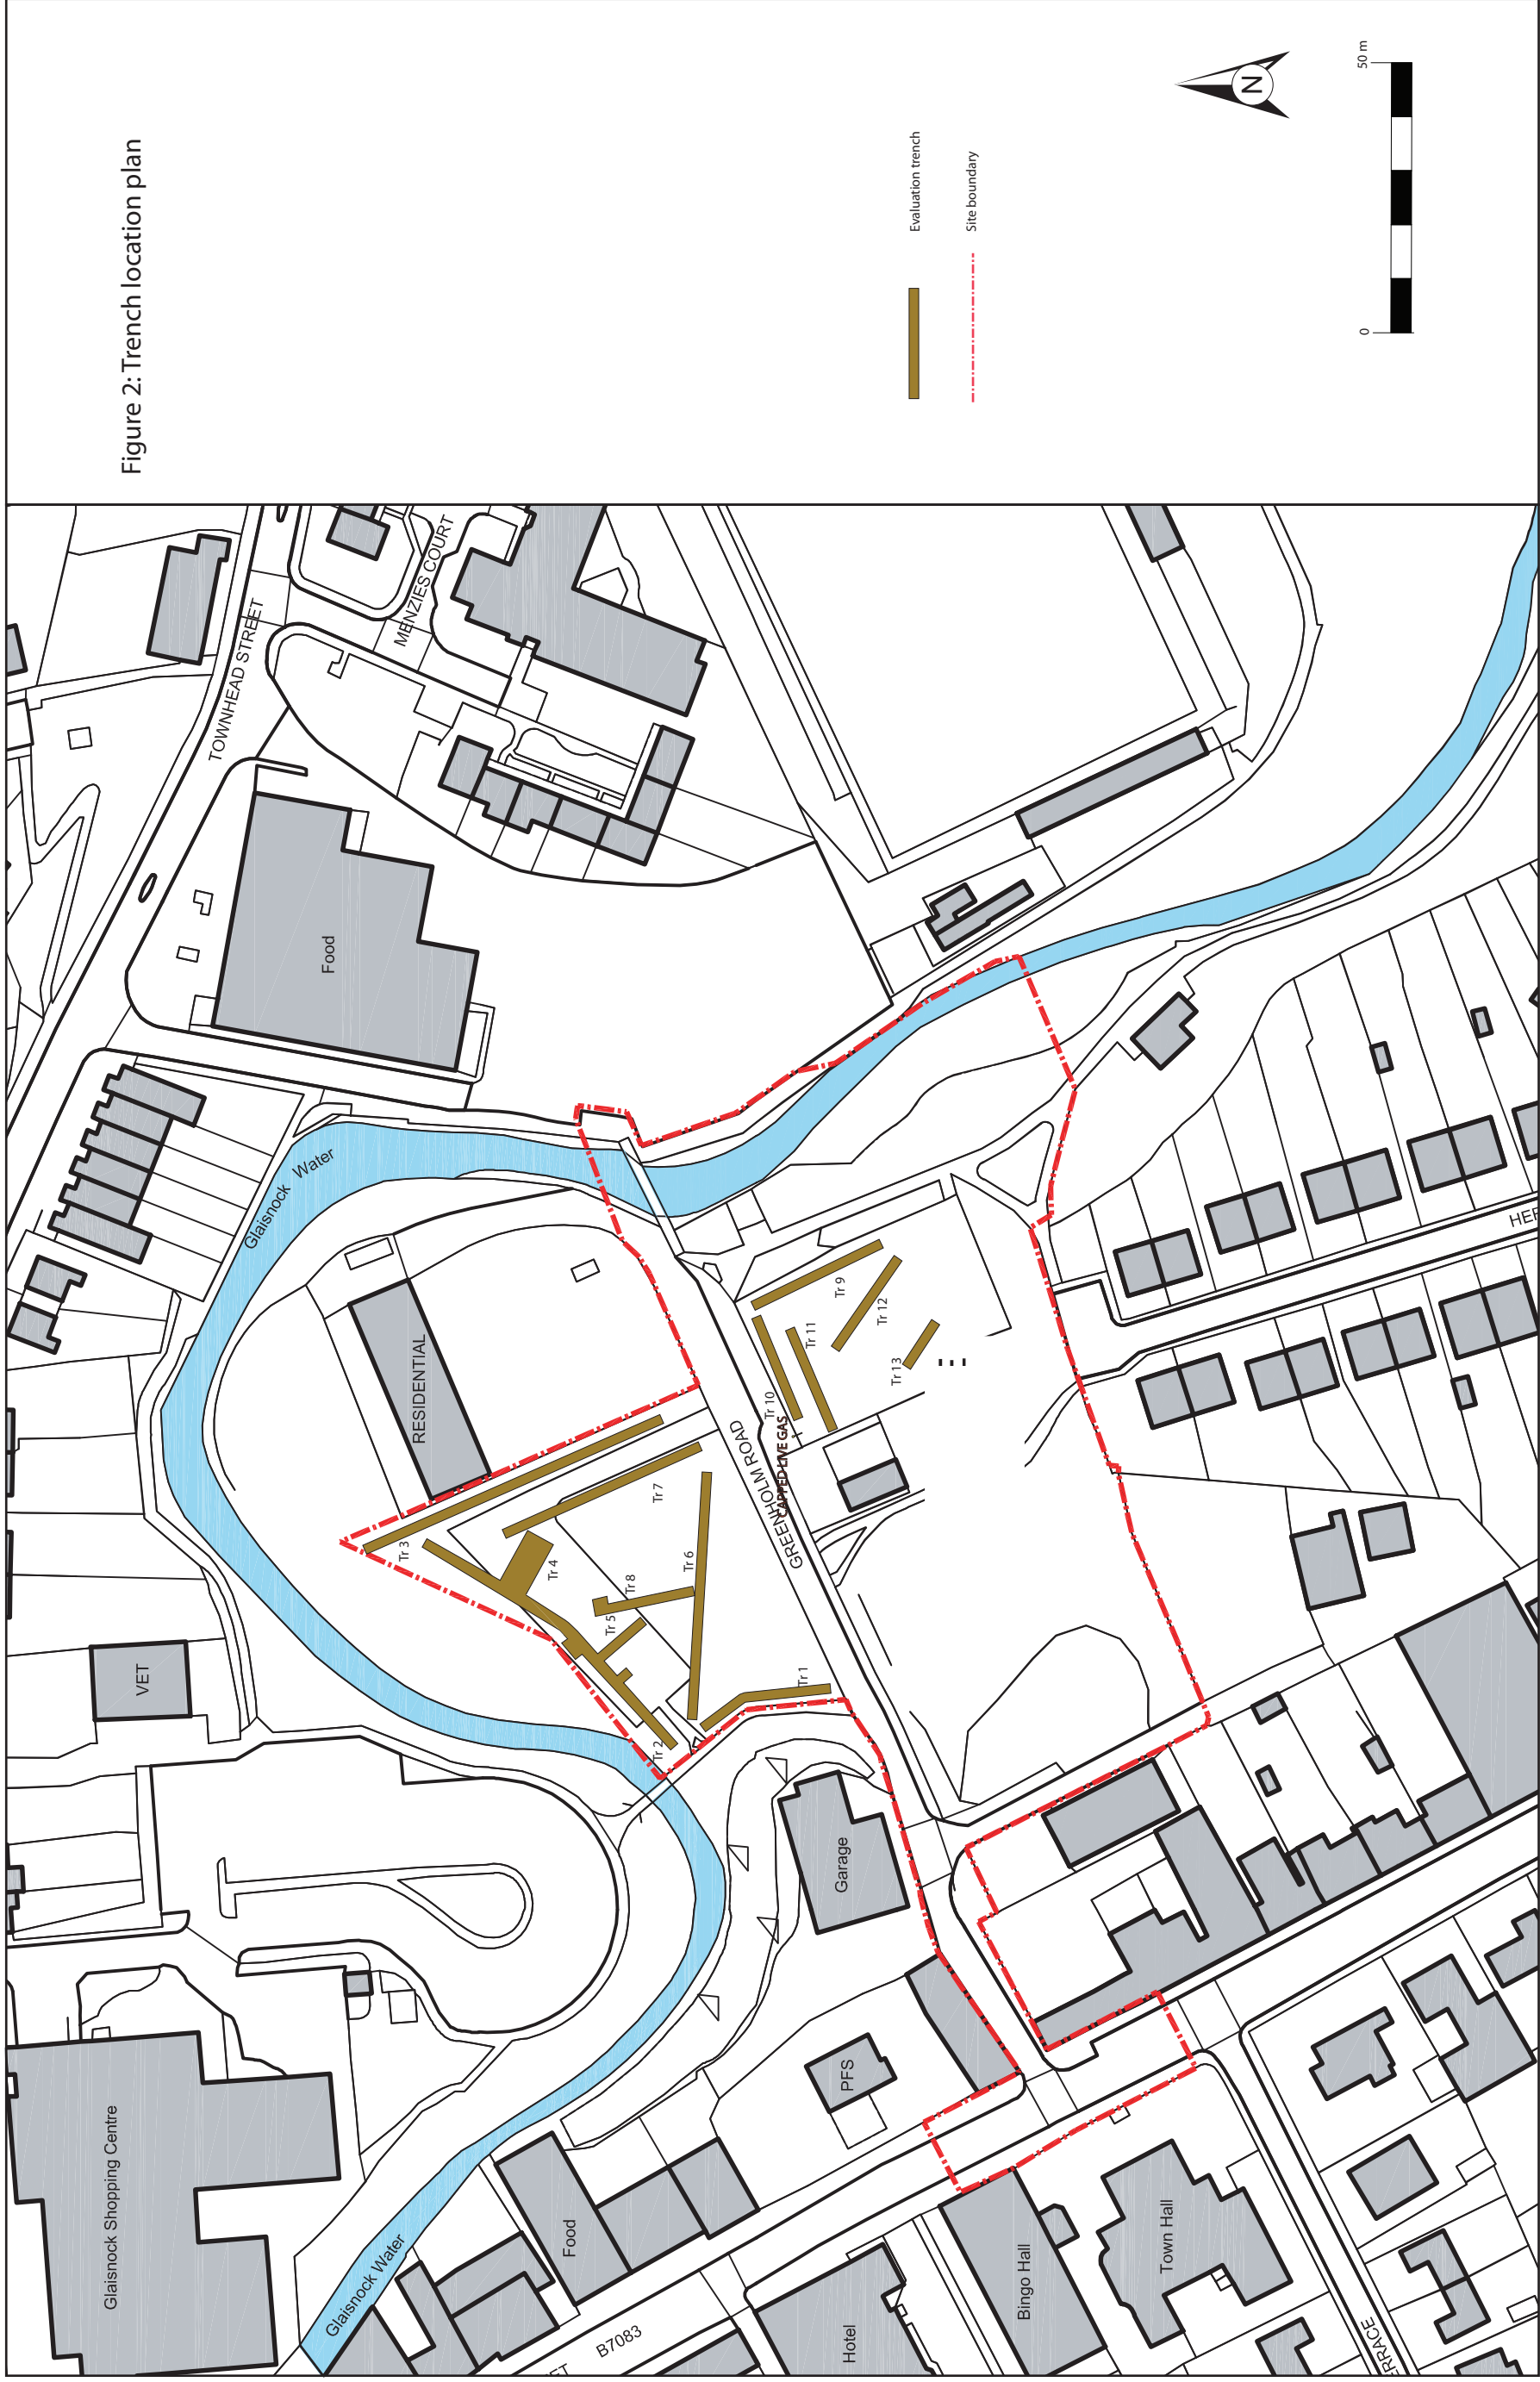 Figure 2: Trench location plan
Evaluation trench
Site boundary
N
0
50 m
Glaisnock Shopping Centre
VET
TOWNHEAD STREET
MENZIES COURT
Food
Glaisnock Water
RESIDENTIAL
Glaisnock Water
Food
B7083
Hotel
PFS
Garage
Bingo Hall
Town Hall
GREENHOLM ROAD
CAPPED LIVE GAS
Tr 1
Tr 2
Tr 3
Tr 4
Tr 5
Tr 6
Tr 7
Tr 8
Tr 9
Tr 10
Tr 11
Tr 12
Tr 13
HER
ERRACE
ET